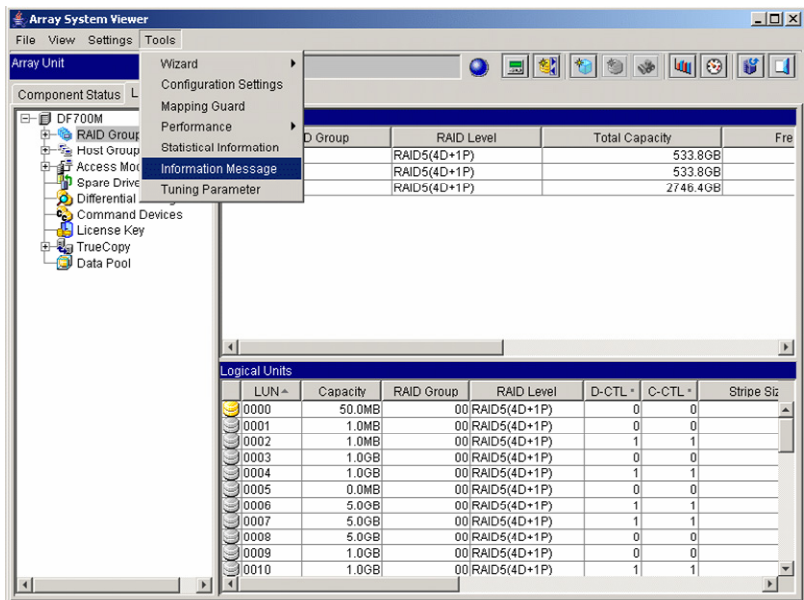 Array System Viewer
File View Settings Tools
Array Unit
Component Status L
Wizard
Configuration Settings
Mapping Guard
Performance
Statistical Information
Information Message
Tuning Parameter
DF700M
RAID Group
Host Group
Access Mo
Spare Drive
Differential
Command Devices
License Key
TrueCopy
Data Pool
D Group RAID Level Total Capacity Fre
RAID5(4D+1P) 533.8GB
RAID5(4D+1P) 533.8GB
RAID5(4D+1P) 2746.4GB
Logical Units
LUN Capacity RAID Group RAID Level D-CTL * C-CTL * Stripe Siz
0000 50.0MB 00 RAID5(4D+1P) 0 0
0001 1.0MB 00 RAID5(4D+1P) 0 0
0002 1.0MB 00 RAID5(4D+1P) 1 1
0003 1.0GB 00 RAID5(4D+1P) 0 0
0004 1.0GB 00 RAID5(4D+1P) 1 1
0005 0.0MB 00 RAID5(4D+1P) 0 0
0006 5.0GB 00 RAID5(4D+1P) 1 1
0007 5.0GB 00 RAID5(4D+1P) 1 1
0008 5.0GB 00 RAID5(4D+1P) 0 0
0009 1.0GB 00 RAID5(4D+1P) 0 0
0010 1.0GB 00 RAID5(4D+1P) 1 1